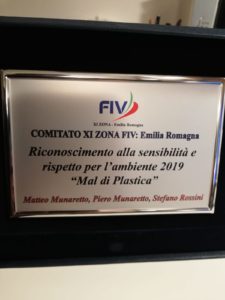 FIV
XI ZONA - Emilia Romagna
COMITATO XI ZONA FIV: Emilia Romagna
Riconoscimento alla sensibilità e
rispetto per l'ambiente 2019
“Mal di Plastica”
Matteo Munaretto, Piero Munaretto, Stefano Rossini